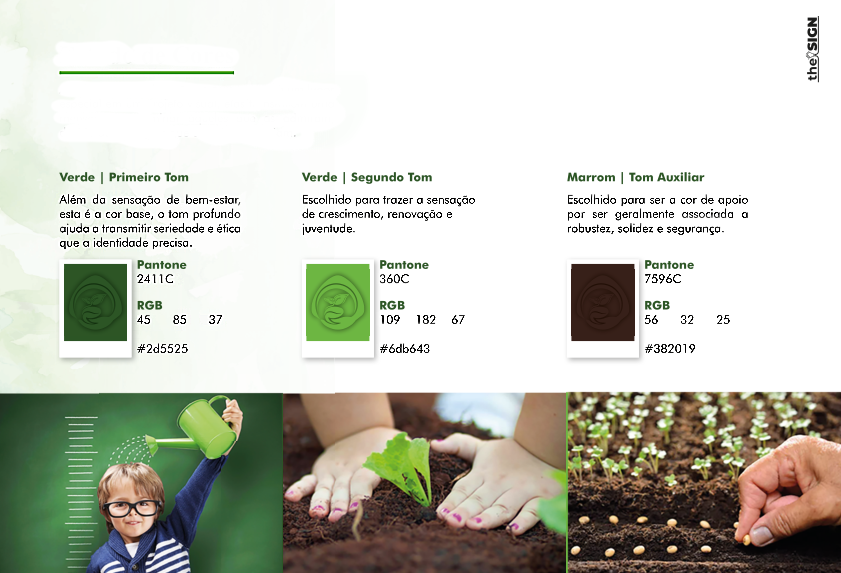 the SIGN
Verde | Primeiro Tom
Além da sensação de bem-estar,
esta é a cor base, o tom profundo
ajuda a transmitir seriedade e ética
que a identidade precisa.
Pantone
2411C
RGB
45 85 37
#2d5525
Verde | Segundo Tom
Escolhido para trazer a sensação
de crescimento, renovação e
juventude.
Pantone
360C
RGB
109 182 67
#6db643
Marrom | Tom Auxiliar
Escolhido para ser a cor de apoio
por ser geralmente associada a
robustez, solidez e segurança.
Pantone
7596C
RGB
56 32 25
#382019